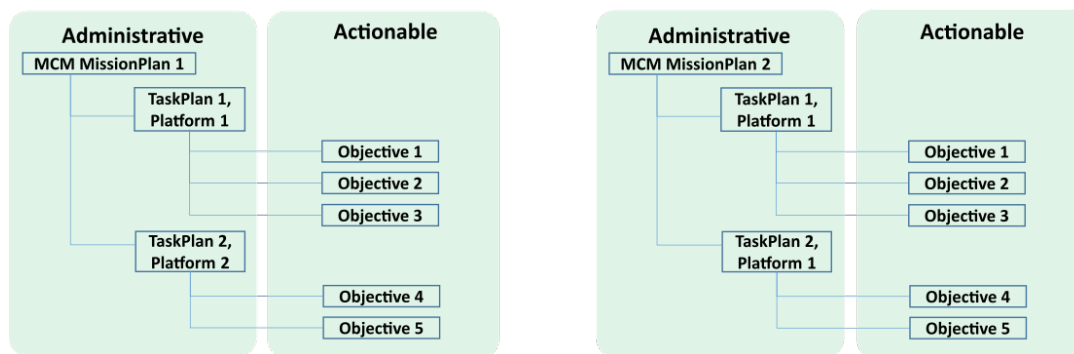 Administrative
Actionable
MCM MissionPlan 1
TaskPlan 1,
Platform 1
Objective 1
Objective 2
Objective 3
TaskPlan 2,
Platform 2
Objective 4
Objective 5
Administrative
Actionable
MCM MissionPlan 2
TaskPlan 1,
Platform 1
Objective 1
Objective 2
Objective 3
TaskPlan 2,
Platform 1
Objective 4
Objective 5